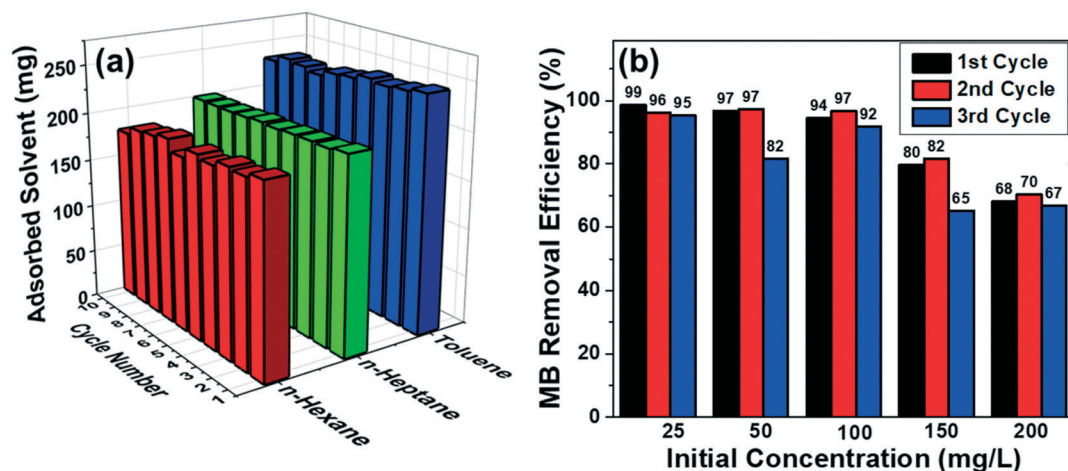 (a)
Adsorbed Solvent (mg)
250
200
150
100
50
0
10
9
8
7
6
5
4
3
2
1
Cycle Number
n-Hexane
n-Heptane
Toluene
(b)
1st Cycle
2nd Cycle
3rd Cycle
MB Removal Efficiency (%)
100
80
60
40
20
0
99 96 95 97 97 82 94 97 92 80 82 65 68 70 67
25 50 100 150 200
Initial Concentration (mg/L)